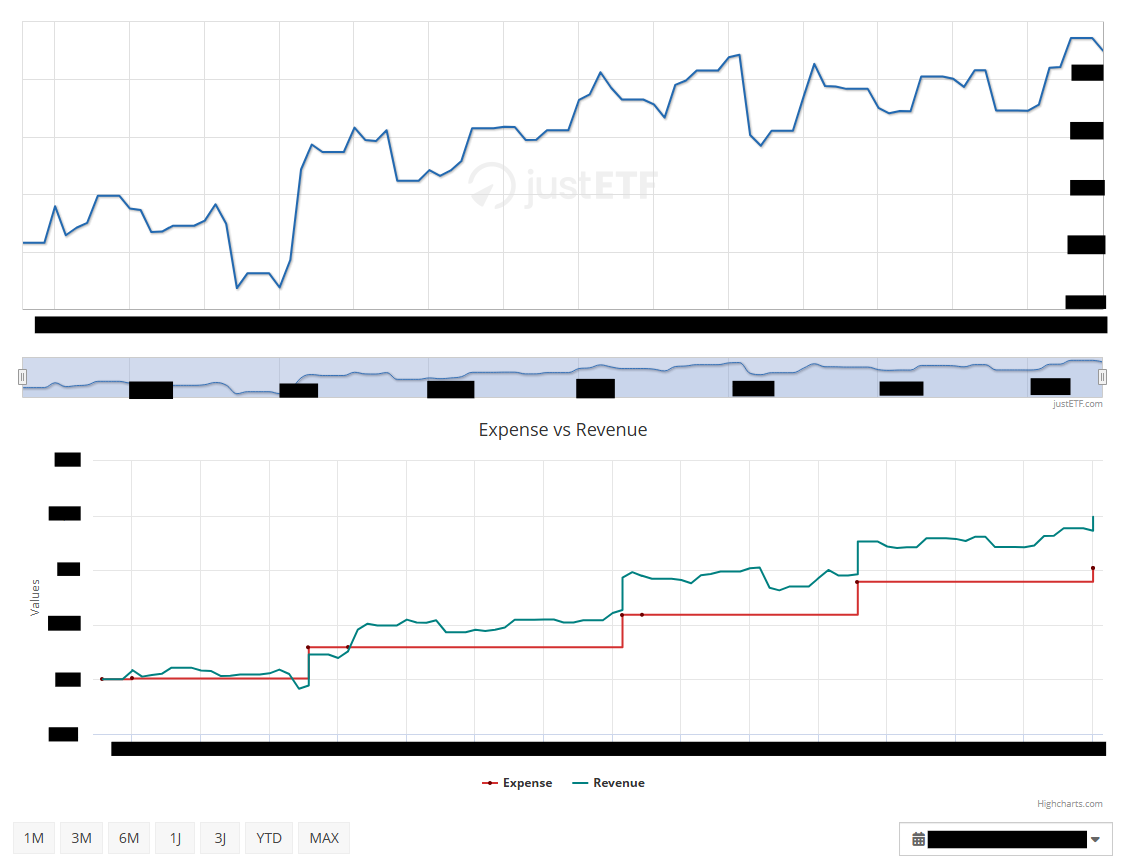 justETF
justETF.com
Expense vs Revenue
Values
Expense
Revenue
Highcharts.com
1M
3M
6M
1J
3J
YTD
MAX